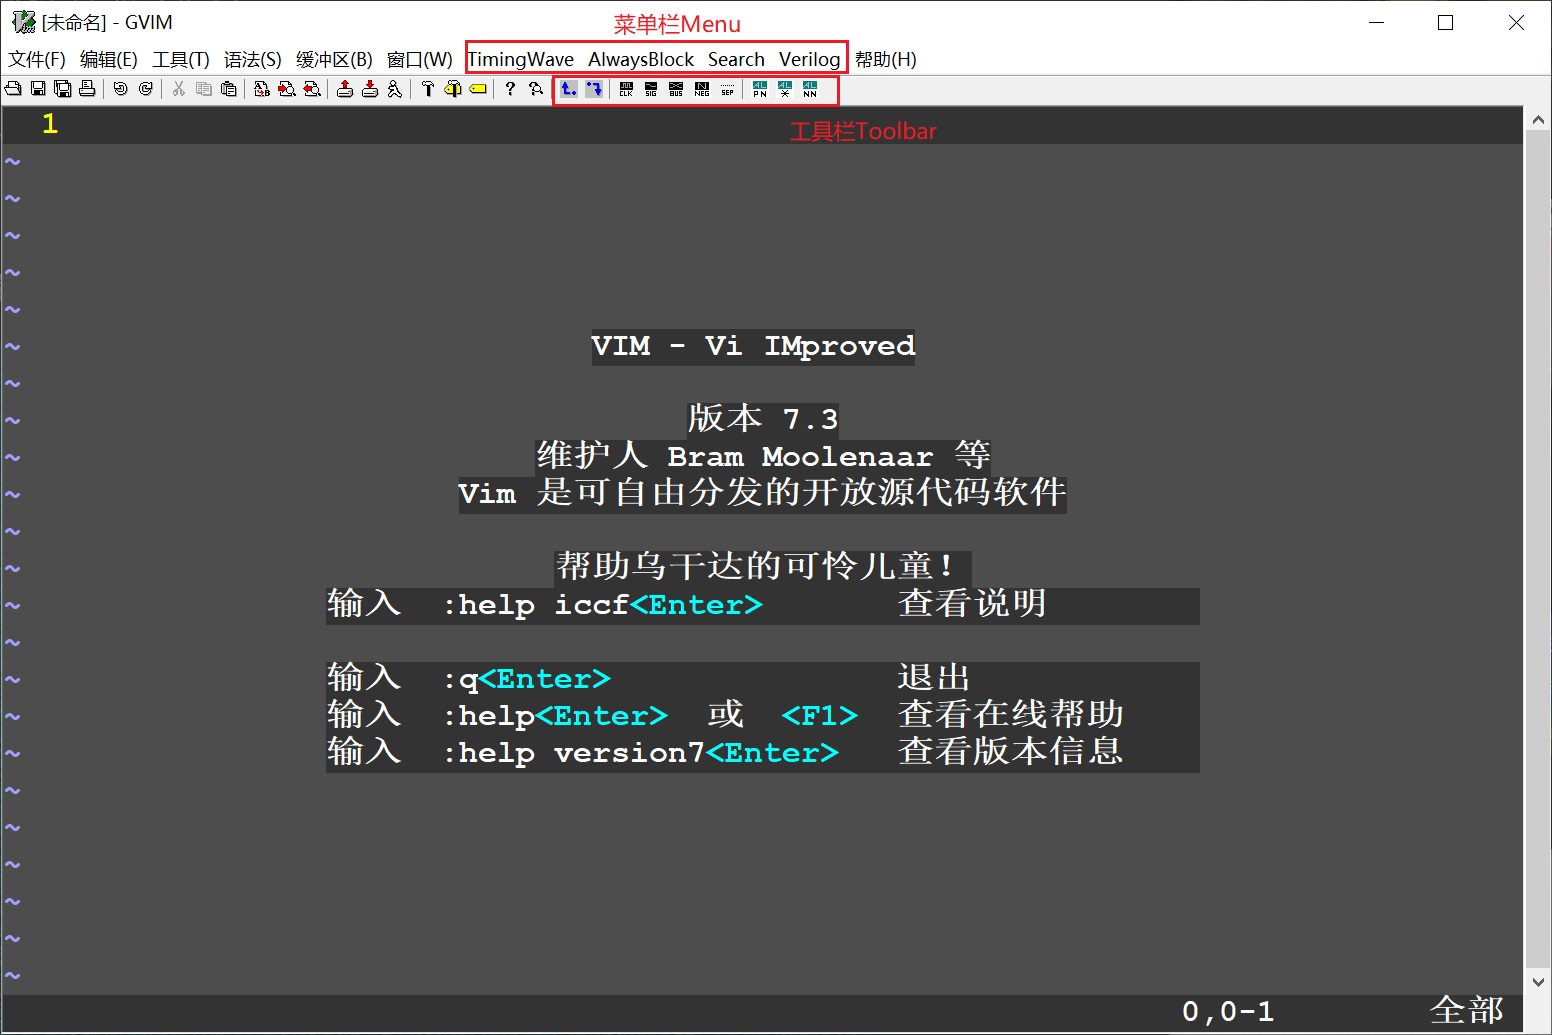 [未命名] - GVIM
菜单栏Menu
文件(F) 编辑(E) 工具(T) 语法(S) 缓冲区(B) 窗口(W) TimingWave AlwaysBlock Search Verilog 帮助(H)
CLK SIG BUS NEG SEP AL PN AL * AL NN
1
工具栏Toolbar
~
~
~
~
~
~
VIM - Vi IMproved
~
~
版本 7.3
~
维护人 Bram Moolenaar 等
~
Vim 是可自由分发的开放源代码软件
~
~
帮助乌干达的可怜儿童!
~
输入 :help iccf<Enter> 查看说明
~
~
输入 :q<Enter> 退出
~
输入 :help<Enter> 或 <F1> 查看在线帮助
~
输入 :help version7<Enter> 查看版本信息
~
~
~
~
~
~
0,0-1 全部